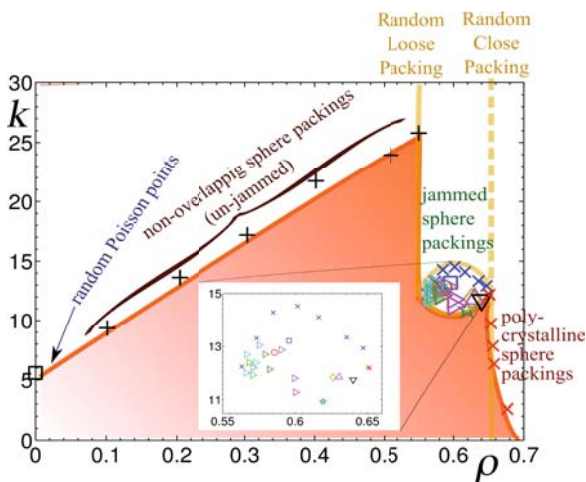 Random
Loose
Packing
Random
Close
Packing
30
25
20
15
10
5
0
k
random Poisson points
non-overlappig sphere packings
(un-jammed)
jammed
sphere
packings
poly-
crystalline
sphere
packings
15
13
11
0.55
0.6
0.65
0
0.1
0.2
0.3
0.4
0.5
0.6
0.7
ρ